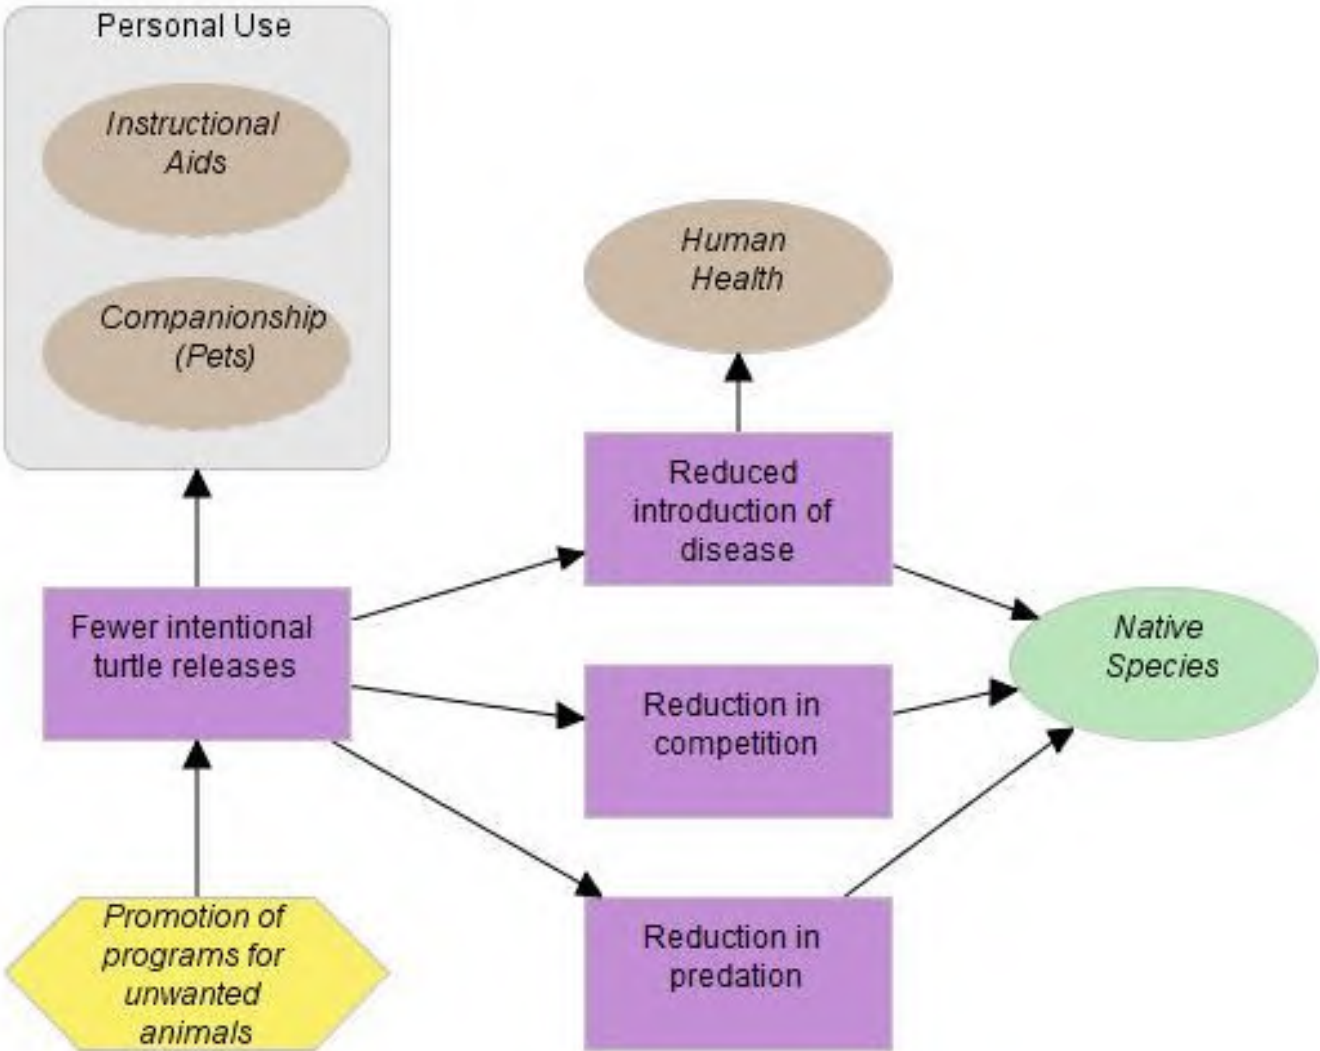 Personal Use
Instructional
Aids
Companionship
(Pets)
Human
Health
Reduced
introduction of
disease
Fewer intentional
turtle releases
Native
Species
Reduction in
competition
Promotion of
programs for
unwanted
animals
Reduction in
predation